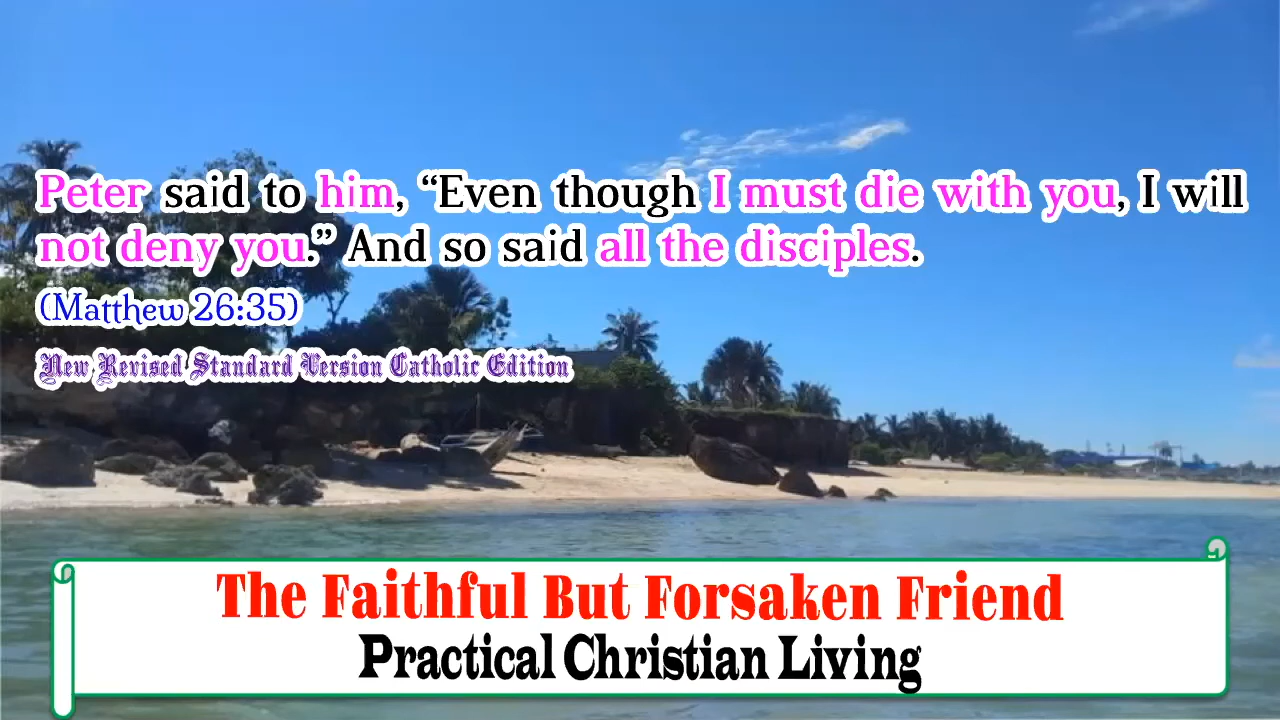 Peter said to him, “Even though I must die with you, I will
not deny you.” And so said all the disciples.
(Matthew 26:35)
New Revised Standard Version Catholic Edition
The Faithful But Forsaken Friend
Practical Christian Living